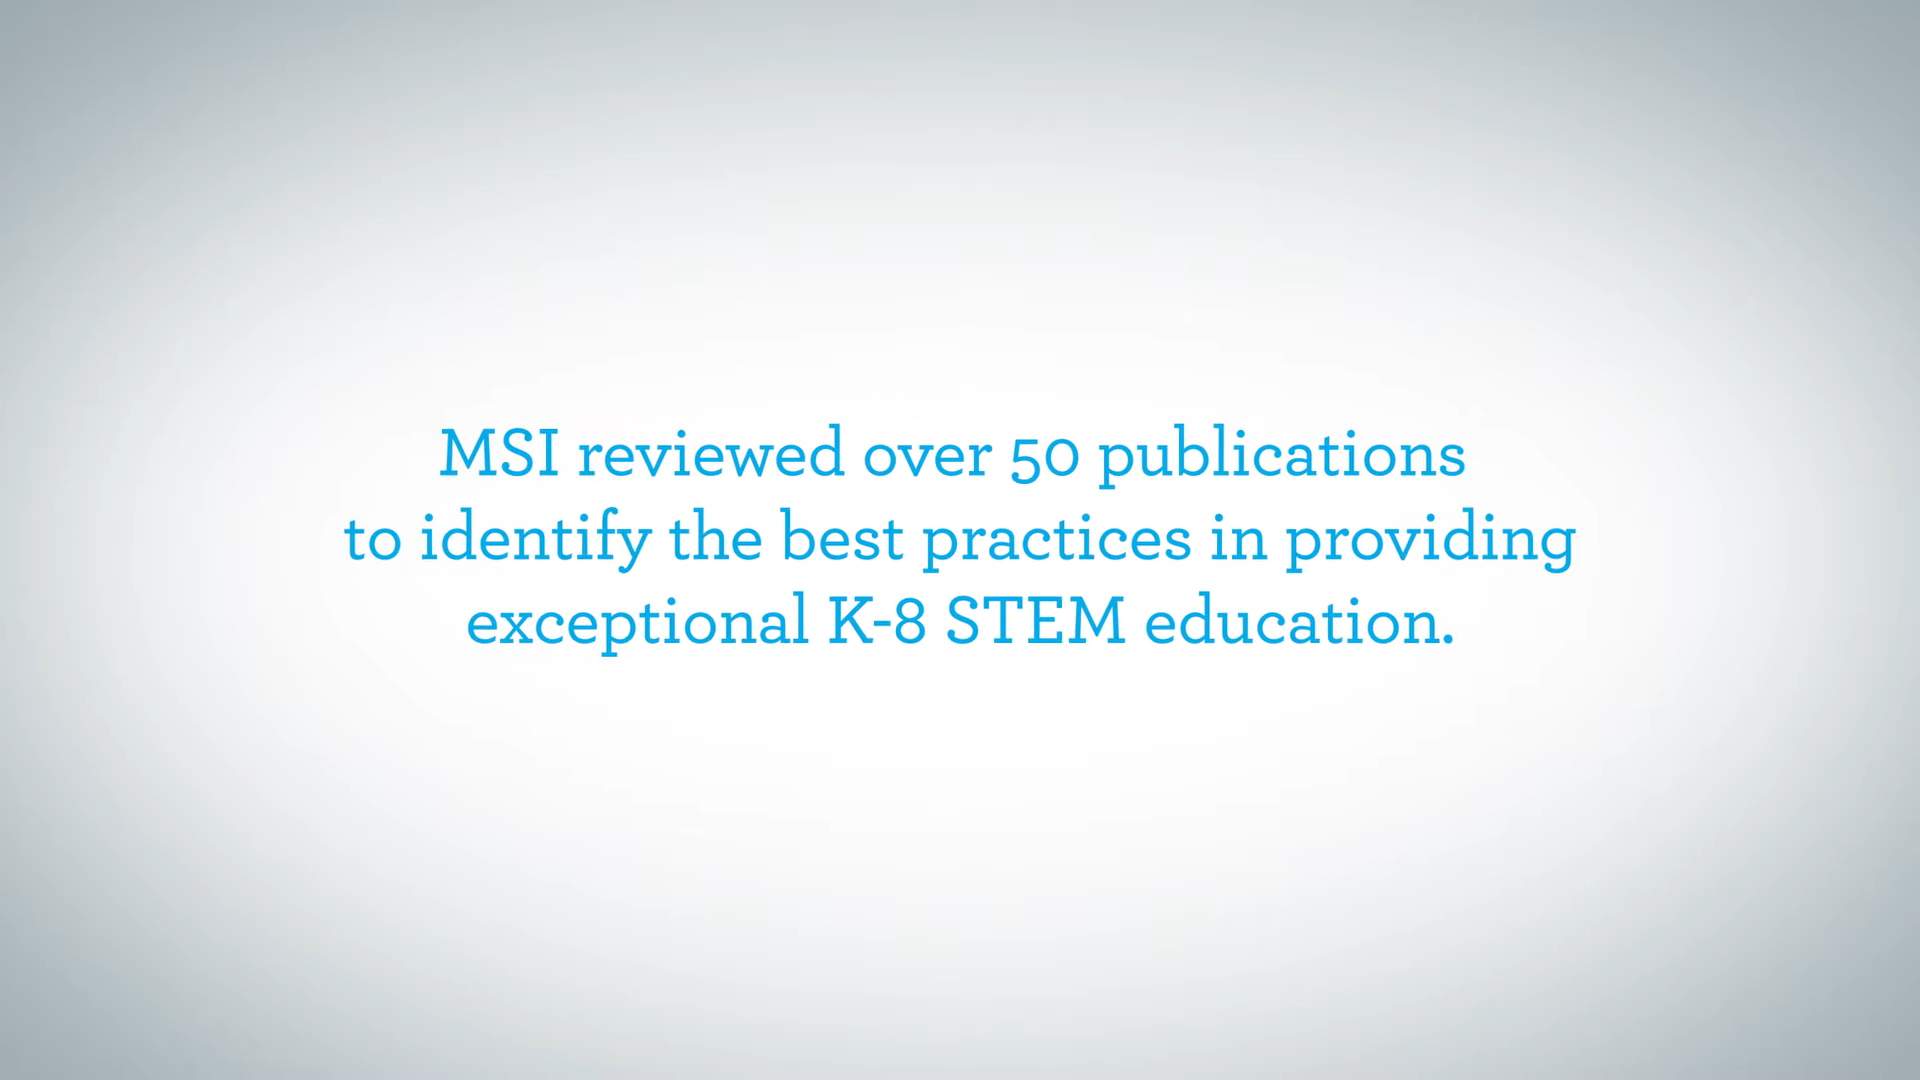 MSI reviewed over 50 publications
to identify the best practices in providing
exceptional K-8 STEM education.